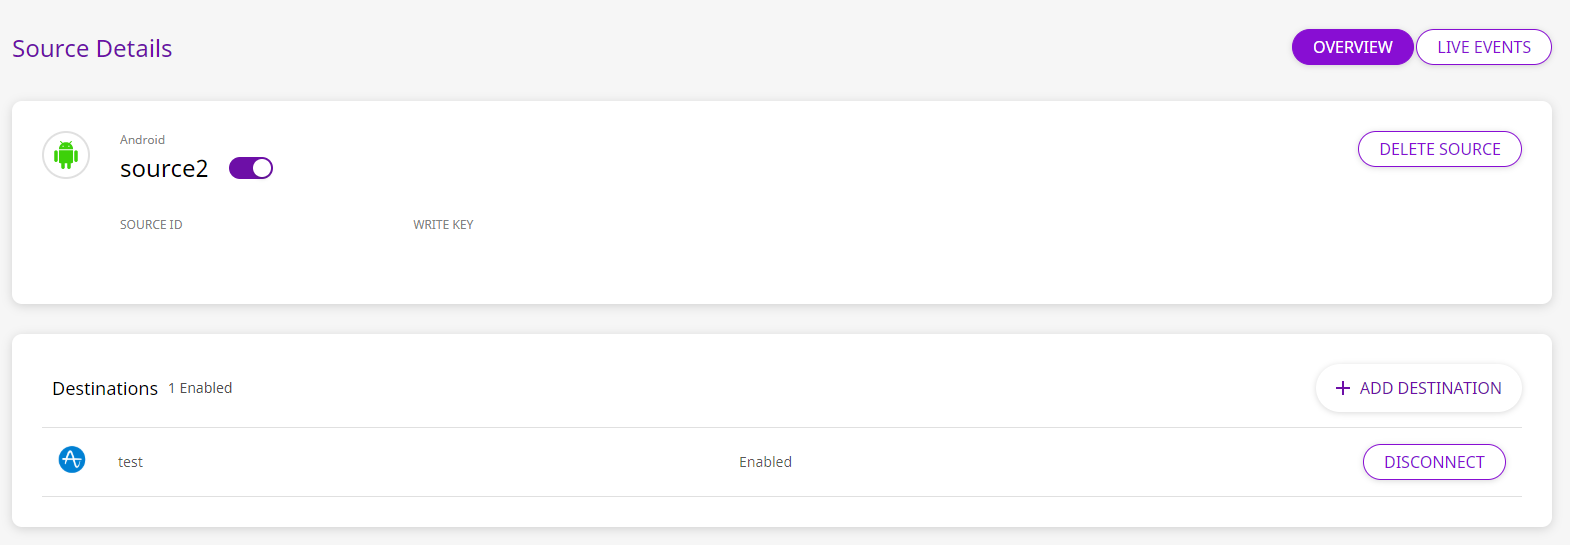 Source Details
OVERVIEW
LIVE EVENTS
Android
source2
DELETE SOURCE
SOURCE ID
WRITE KEY
Destinations 1 Enabled
+ ADD DESTINATION
test
Enabled
DISCONNECT